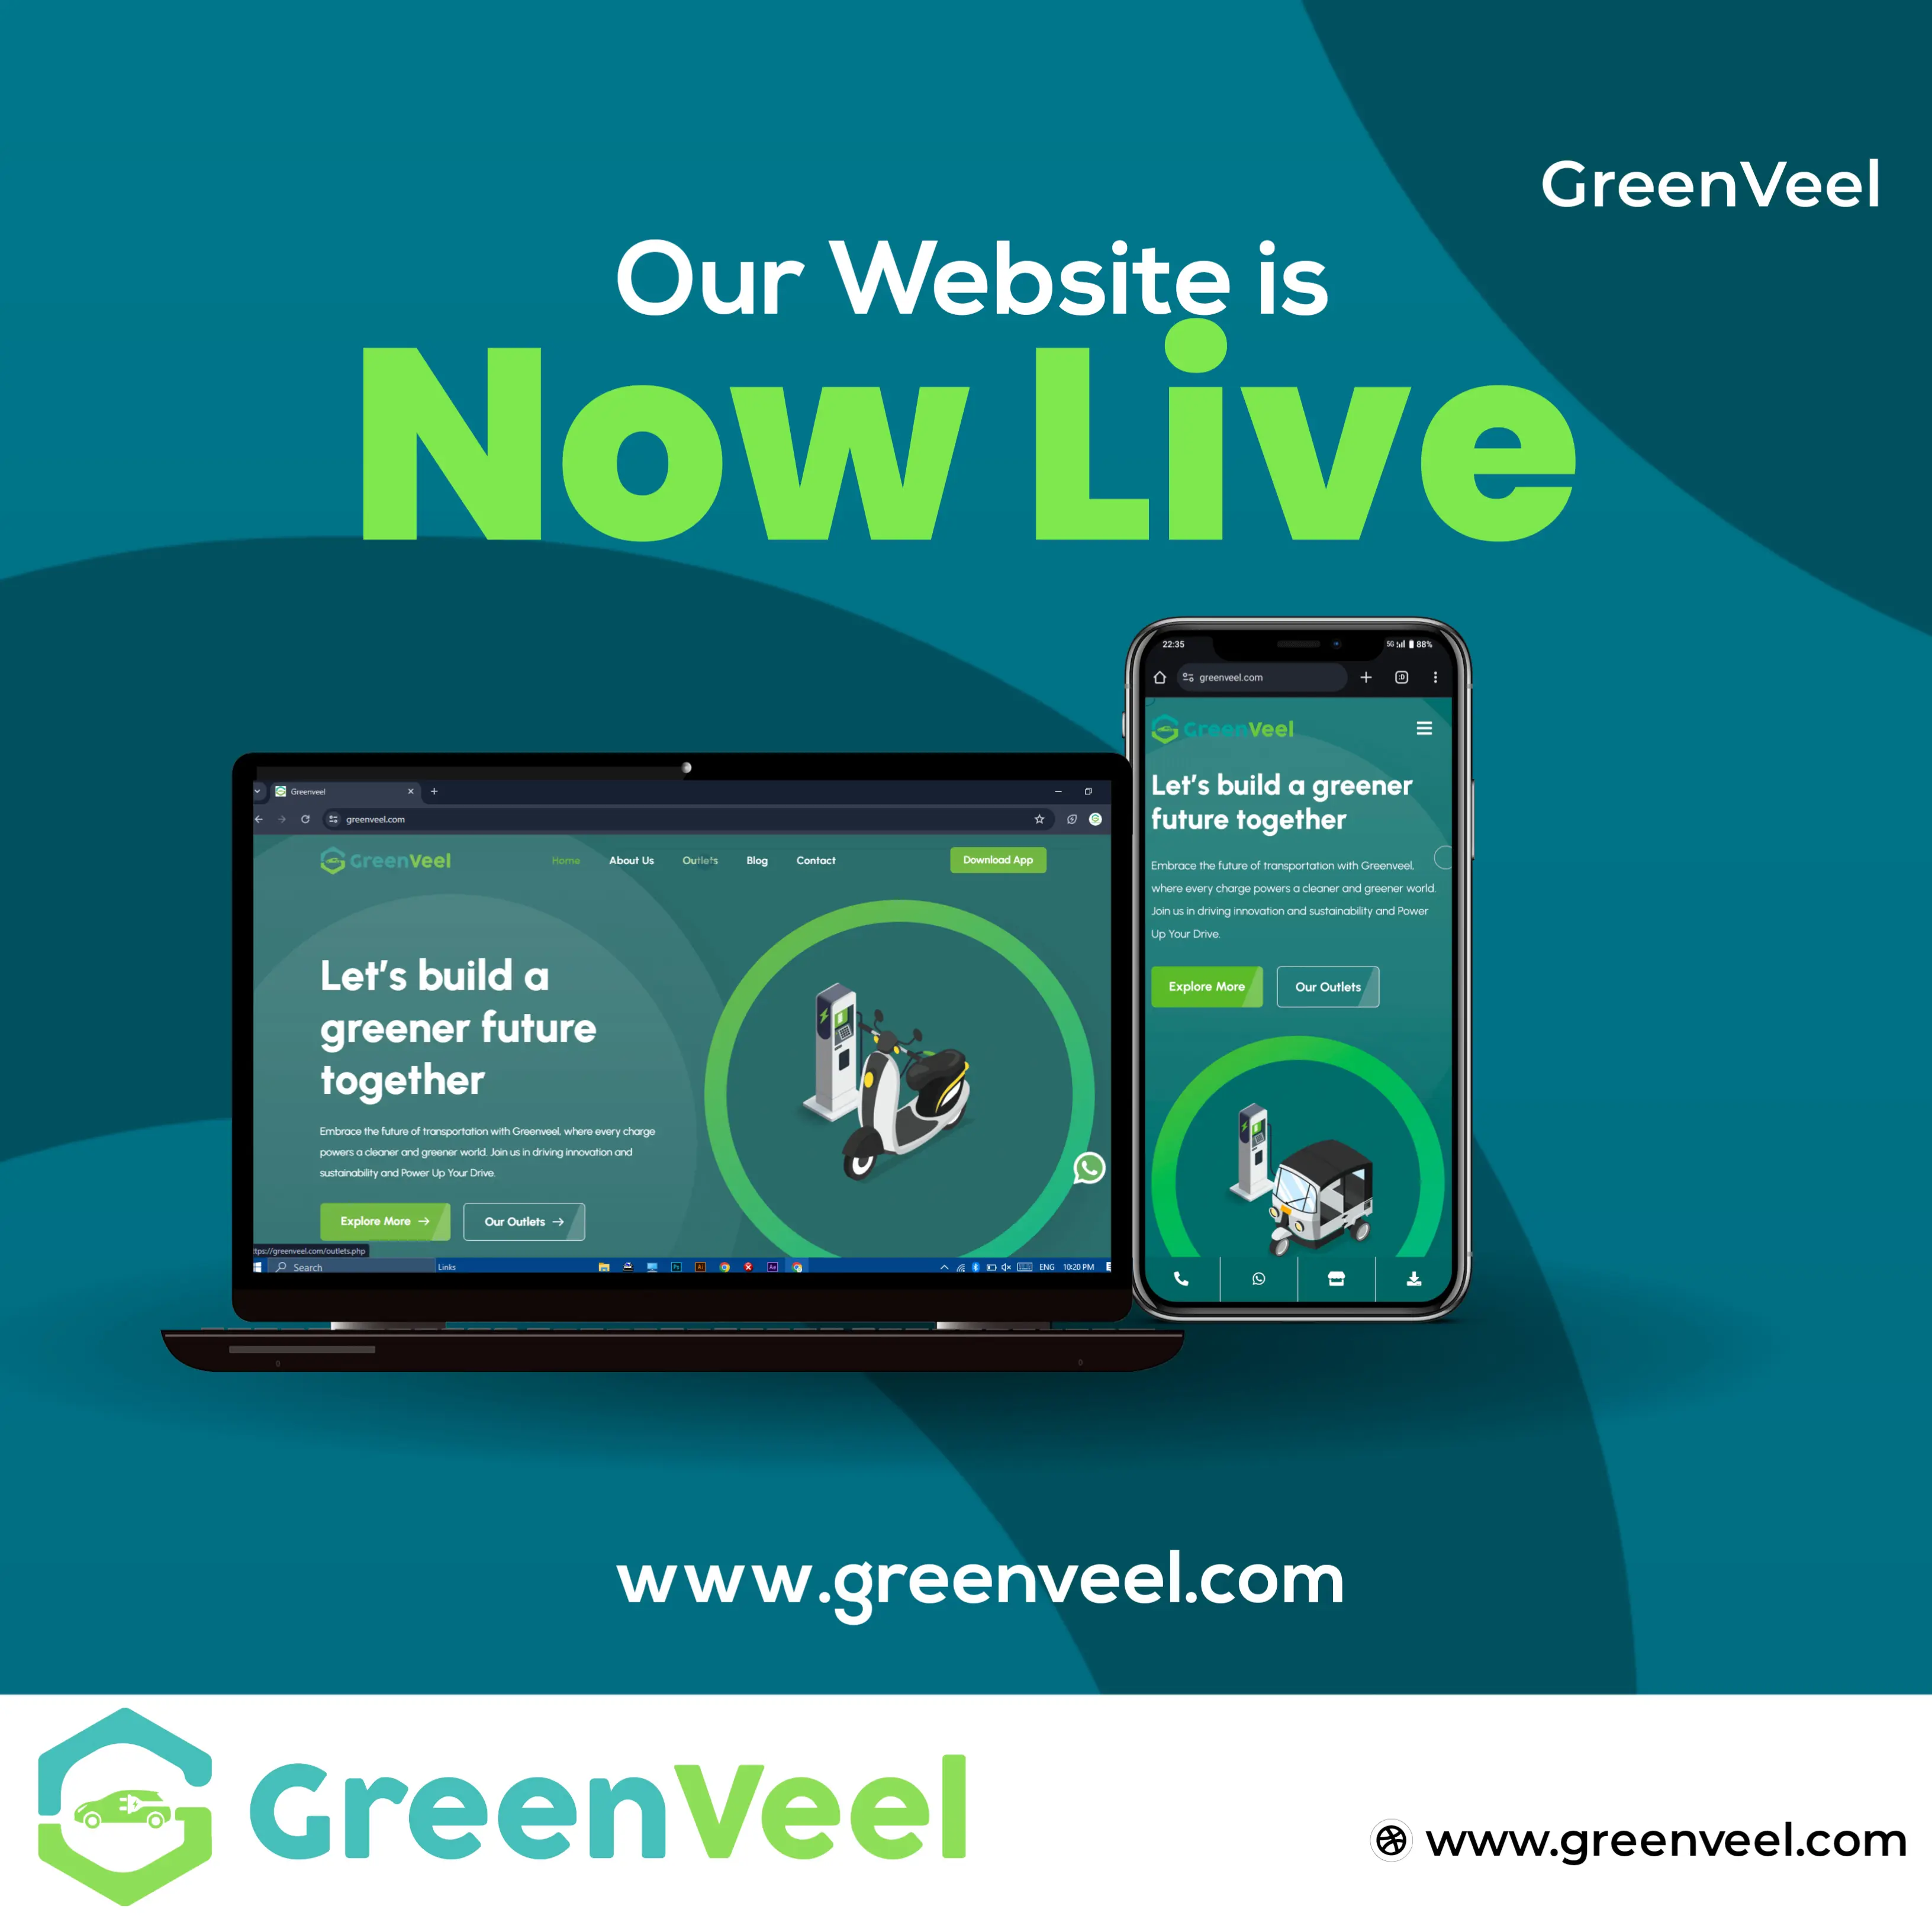 GreenVeel
Our Website is
Now Live
Greenveel
greenveel.com
GreenVeel
Home About Us Outlets Blog Contact Download App
Let's build a
greener future
together
Embrace the future of transportation with Greenveel, where every charge
powers a cleaner and greener world. Join us in driving innovation and
sustainability and Power Up Your Drive.
Explore More → Our Outlets →
ttps://greenveel.com/outlets.php
Search Links Ps Ai Ae ENG 10:20 PM
22:35 5G 88%
greenveel.com :D
GreenVeel
Let's build a greener
future together
Embrace the future of transportation with Greenveel,
where every charge powers a cleaner and greener world.
Join us in driving innovation and sustainability and Power
Up Your Drive.
Explore More Our Outlets
www.greenveel.com
GreenVeel
www.greenveel.com